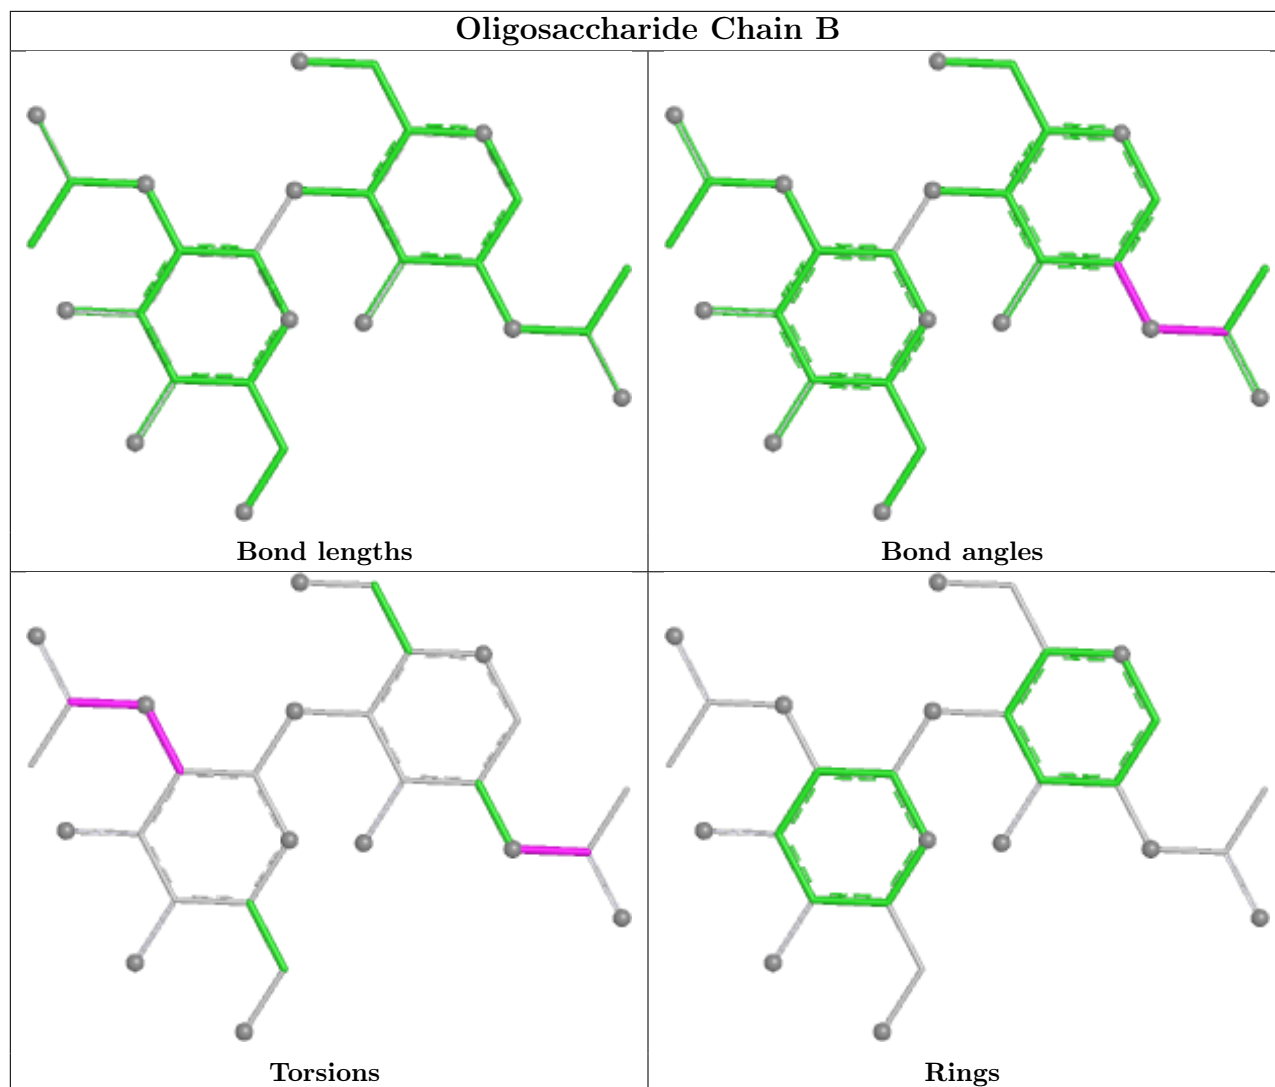 Oligosaccharide Chain B
Bond lengths
Bond angles
Torsions
Rings